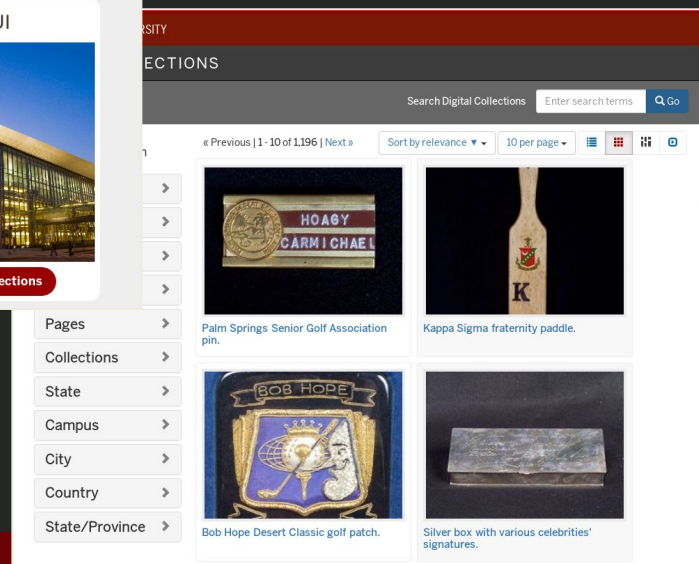 UI
ections
RSITY
ECTIONS
Search Digital Collections
Enter search terms
Go
« Previous | 1 - 10 of 1,196 | Next »
Sort by relevance ▼
10 per page
n
Pages
Collections
State
Campus
City
Country
State/Province
HOAGY
CARMICHAEL
Palm Springs Senior Golf Association
pin.
K
Kappa Sigma fraternity paddle.
BOB HOPE
Bob Hope Desert Classic golf patch.
Silver box with various celebrities'
signatures.